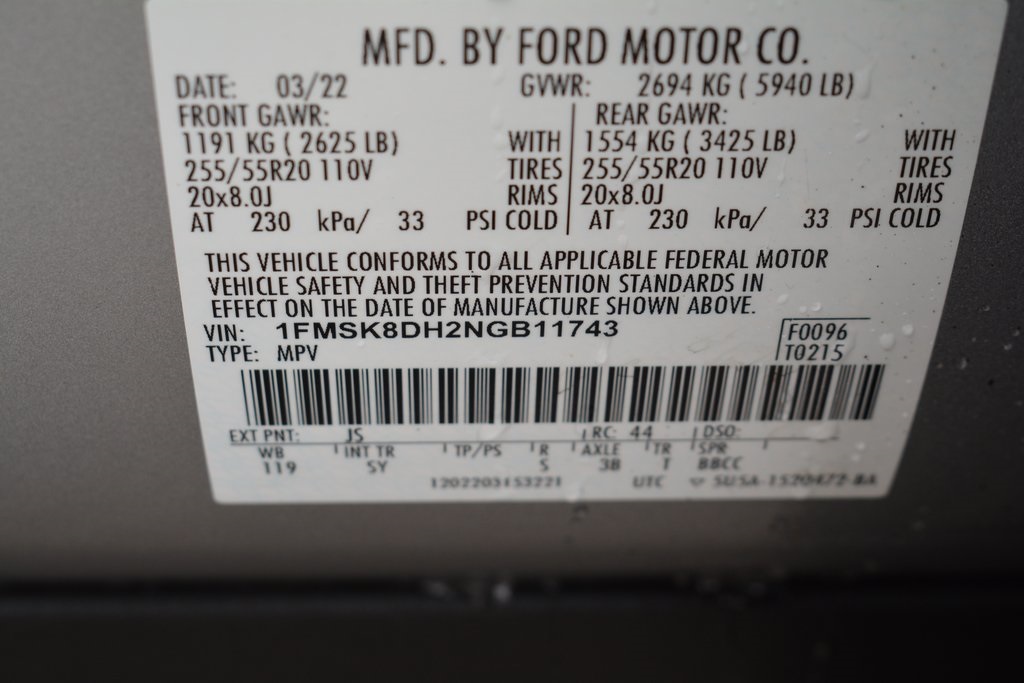 MFD. BY FORD MOTOR CO.
DATE: 03/22 GVWR: 2694 KG ( 5940 LB)
FRONT GAWR: REAR GAWR:
1191 KG ( 2625 LB) WITH 1554 KG ( 3425 LB) WITH
255/55R20 110V TIRES 255/55R20 110V TIRES
20x8.0J RIMS 20x8.0J RIMS
AT 230 kPa/ 33 PSI COLD AT 230 kPa/ 33 PSI COLD
THIS VEHICLE CONFORMS TO ALL APPLICABLE FEDERAL MOTOR
VEHICLE SAFETY AND THEFT PREVENTION STANDARDS IN
EFFECT ON THE DATE OF MANUFACTURE SHOWN ABOVE.
VIN: 1FMSK8DH2NGB11743 F0096
TYPE: MPV T0215
EXT PNT: JS RC: 44 DSO:
WB INT TR TP/PS R AXLE TR SPR
119 SY S 3B T BBCC
1202203153221 UTC 5U5A-1520472-BA